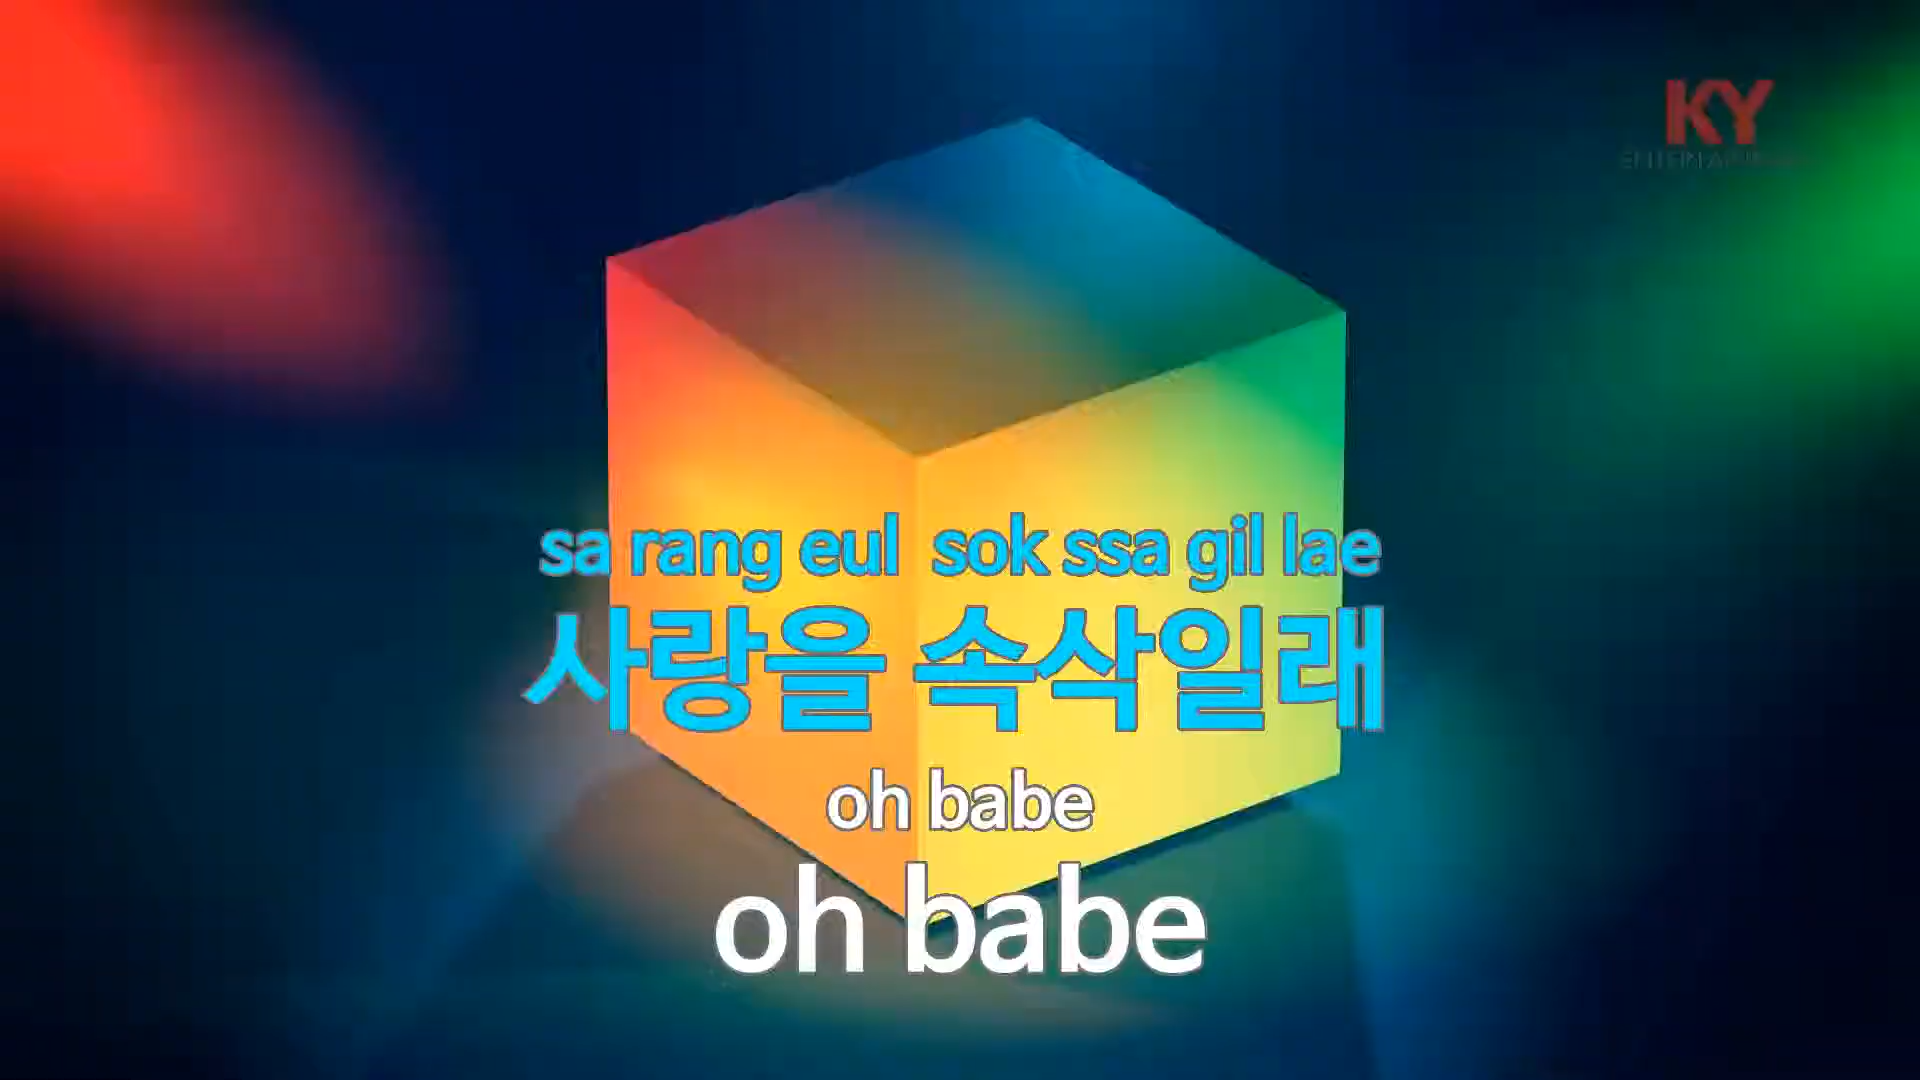 KY
ENTERTAINMENT
sa rang eul sok ssa gil lae
사랑을 속삭일래
oh babe
oh babe